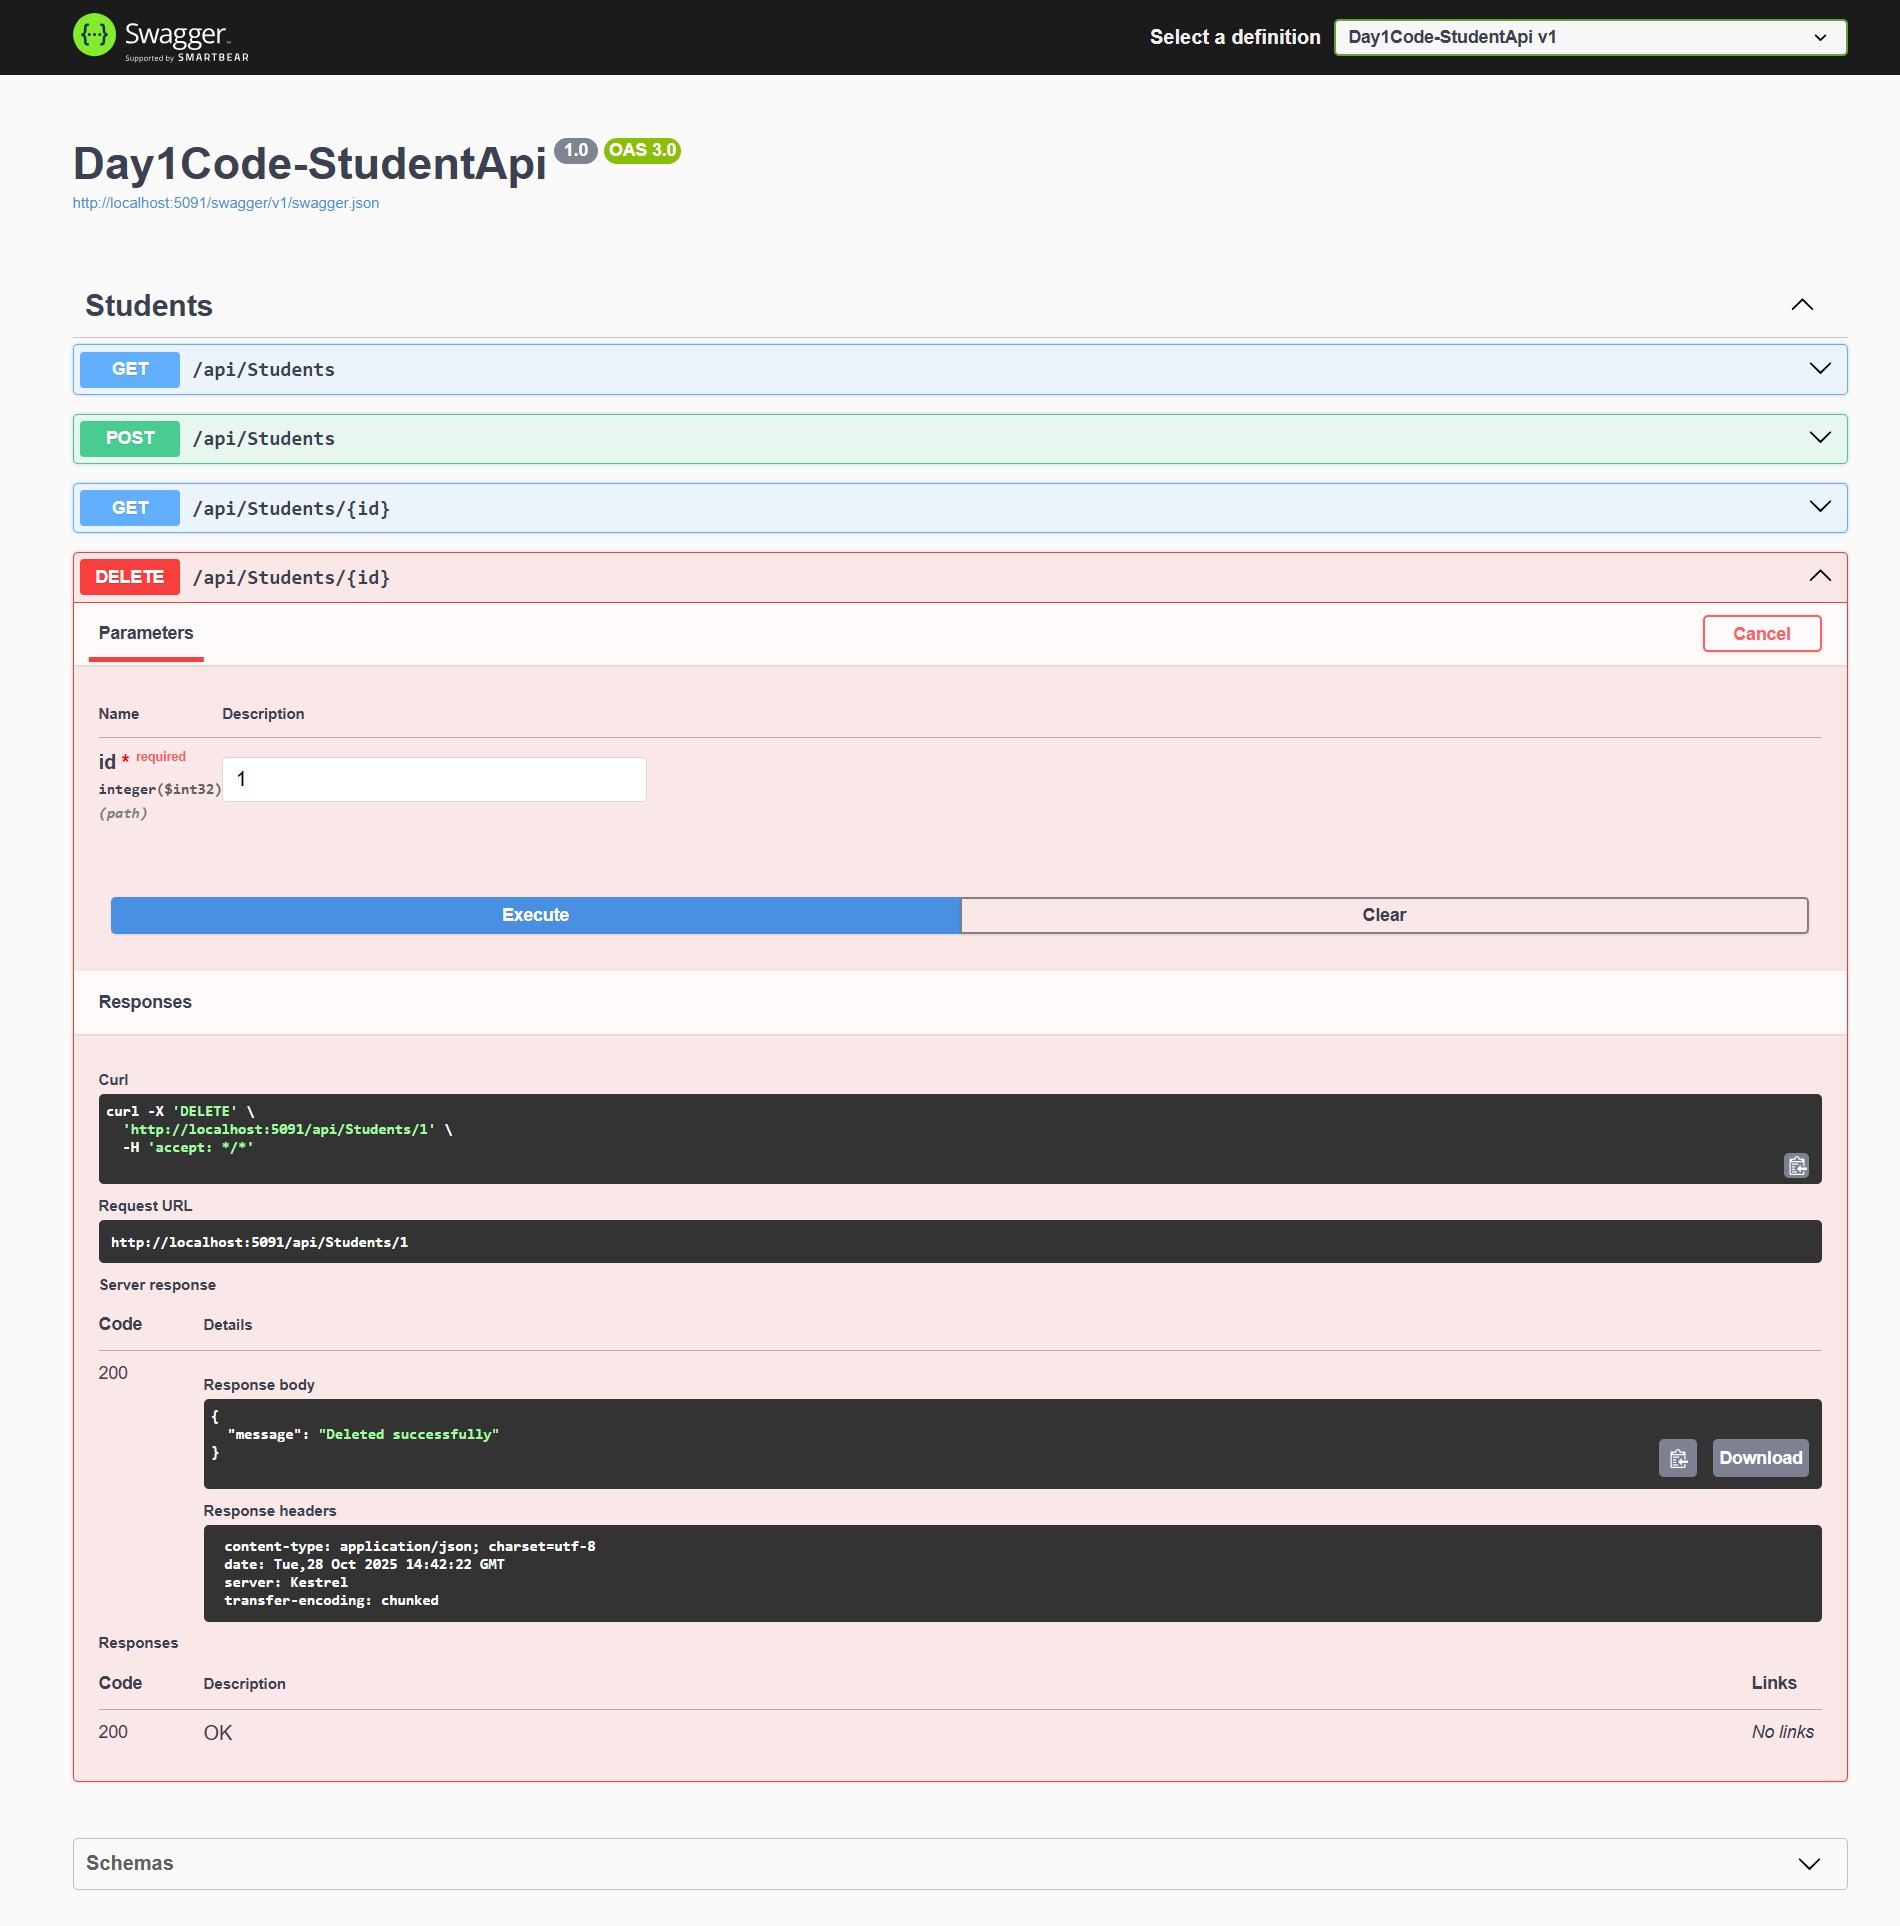 Swagger
Supported by SMARTBEAR
Select a definition
Day1Code-StudentApi v1
Day1Code-StudentApi 1.0 OAS 3.0
http://localhost:5091/swagger/v1/swagger.json
Students
GET /api/Students
POST /api/Students
GET /api/Students/{id}
DELETE /api/Students/{id}
Parameters
Cancel
Name Description
id * required
integer($int32)
(path)
1
Execute
Clear
Responses
Curl
curl -X 'DELETE' \
  'http://localhost:5091/api/Students/1' \
  -H 'accept: */*'
Request URL
http://localhost:5091/api/Students/1
Server response
Code Details
200
Response body
{
  "message": "Deleted successfully"
}
Download
Response headers
content-type: application/json; charset=utf-8
date: Tue,28 Oct 2025 14:42:22 GMT
server: Kestrel
transfer-encoding: chunked
Responses
Code Description Links
200 OK No links
Schemas